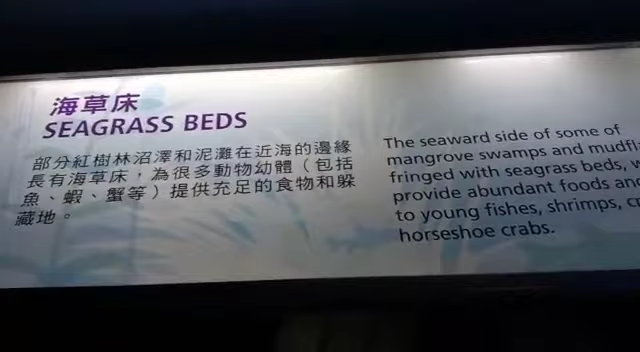 海草床
SEAGRASS BEDS
部分紅樹林沼澤和泥灘在近海的邊緣
長有海草床，為很多動物幼體（包括
魚、蝦、蟹等）提供充足的食物和躲
藏地。
The seaward side of some of
mangrove swamps and
fringed with seagrass beds,
provide abundant foods
to young fishes, shrimps,
horseshoe crabs.